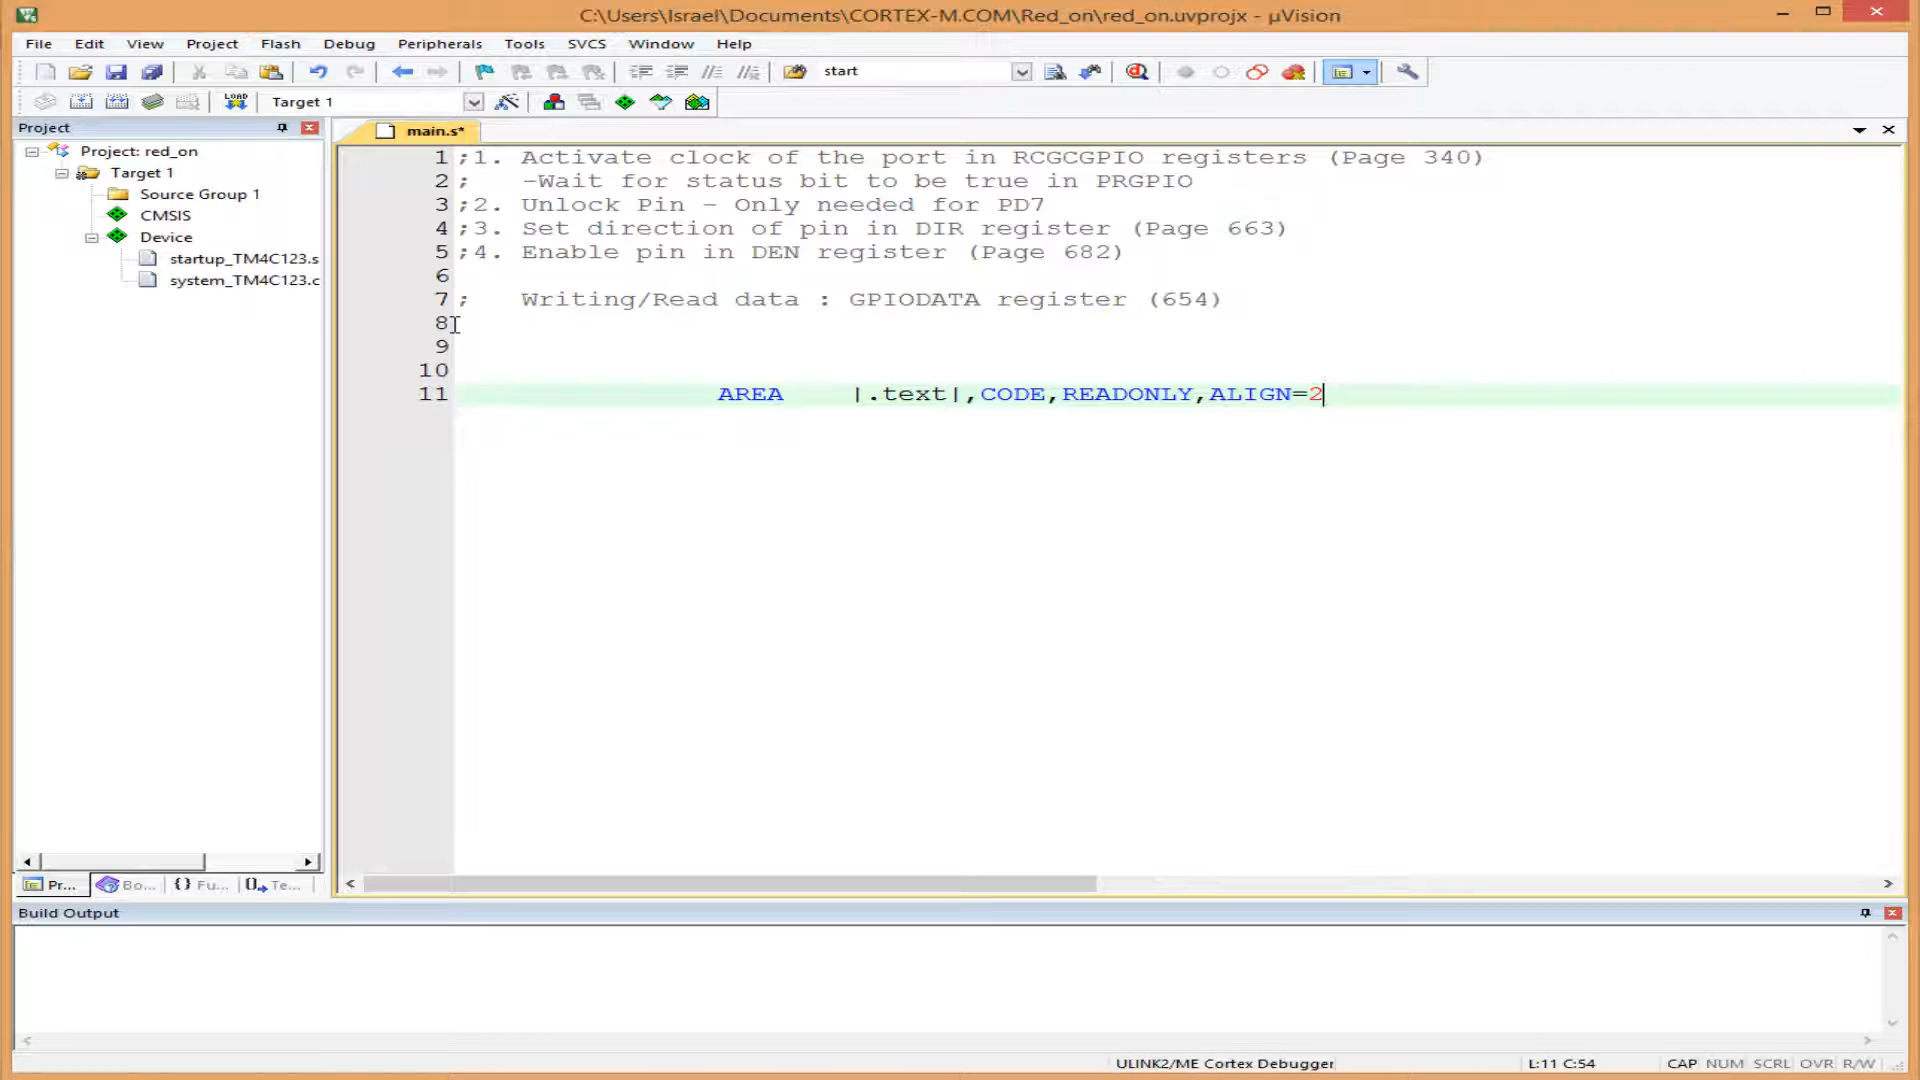 C:\Users\Israel\Documents\CORTEX-M.COM\Red_on\red_on.uvprojx - µVision
File Edit View Project Flash Debug Peripherals Tools SVCS Window Help
start
LOAD Target 1
Project
main.s*
Project: red_on
Target 1
Source Group 1
CMSIS
Device
startup_TM4C123.s
system_TM4C123.c
1 ;1. Activate clock of the port in RCGCGPIO registers (Page 340)
2 ; -Wait for status bit to be true in PRGPIO
3 ;2. Unlock Pin - Only needed for PD7
4 ;3. Set direction of pin in DIR register (Page 663)
5 ;4. Enable pin in DEN register (Page 682)
6
7 ; Writing/Read data : GPIODATA register (654)
8
9
10
11 AREA |.text|,CODE,READONLY,ALIGN=2
Pr... Bo... {} Fu... 0 Te...
Build Output
ULINK2/ME Cortex Debugger L:11 C:54 CAP NUM SCRL OVR R/W